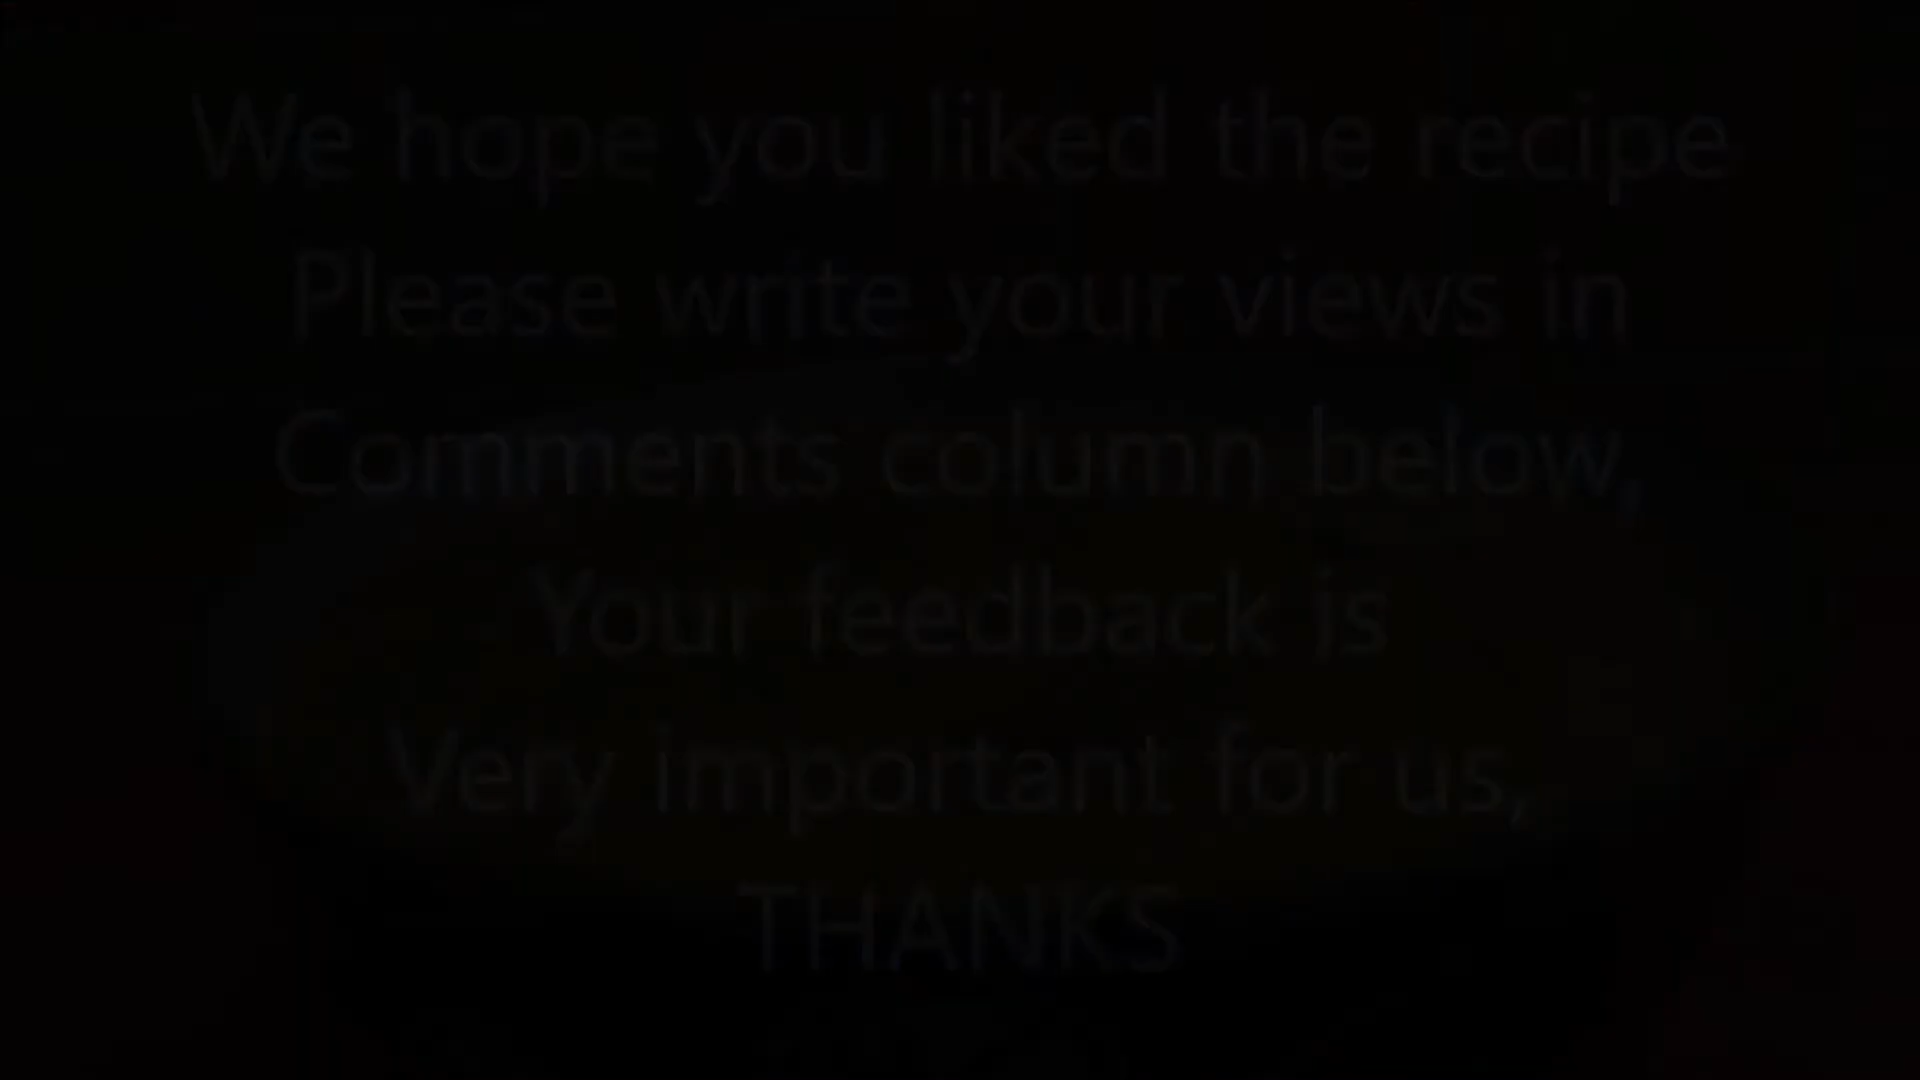 We hope you liked the recipe
Please write your views in
Comments column below,
Your feedback is
Very important for us,
THANKS